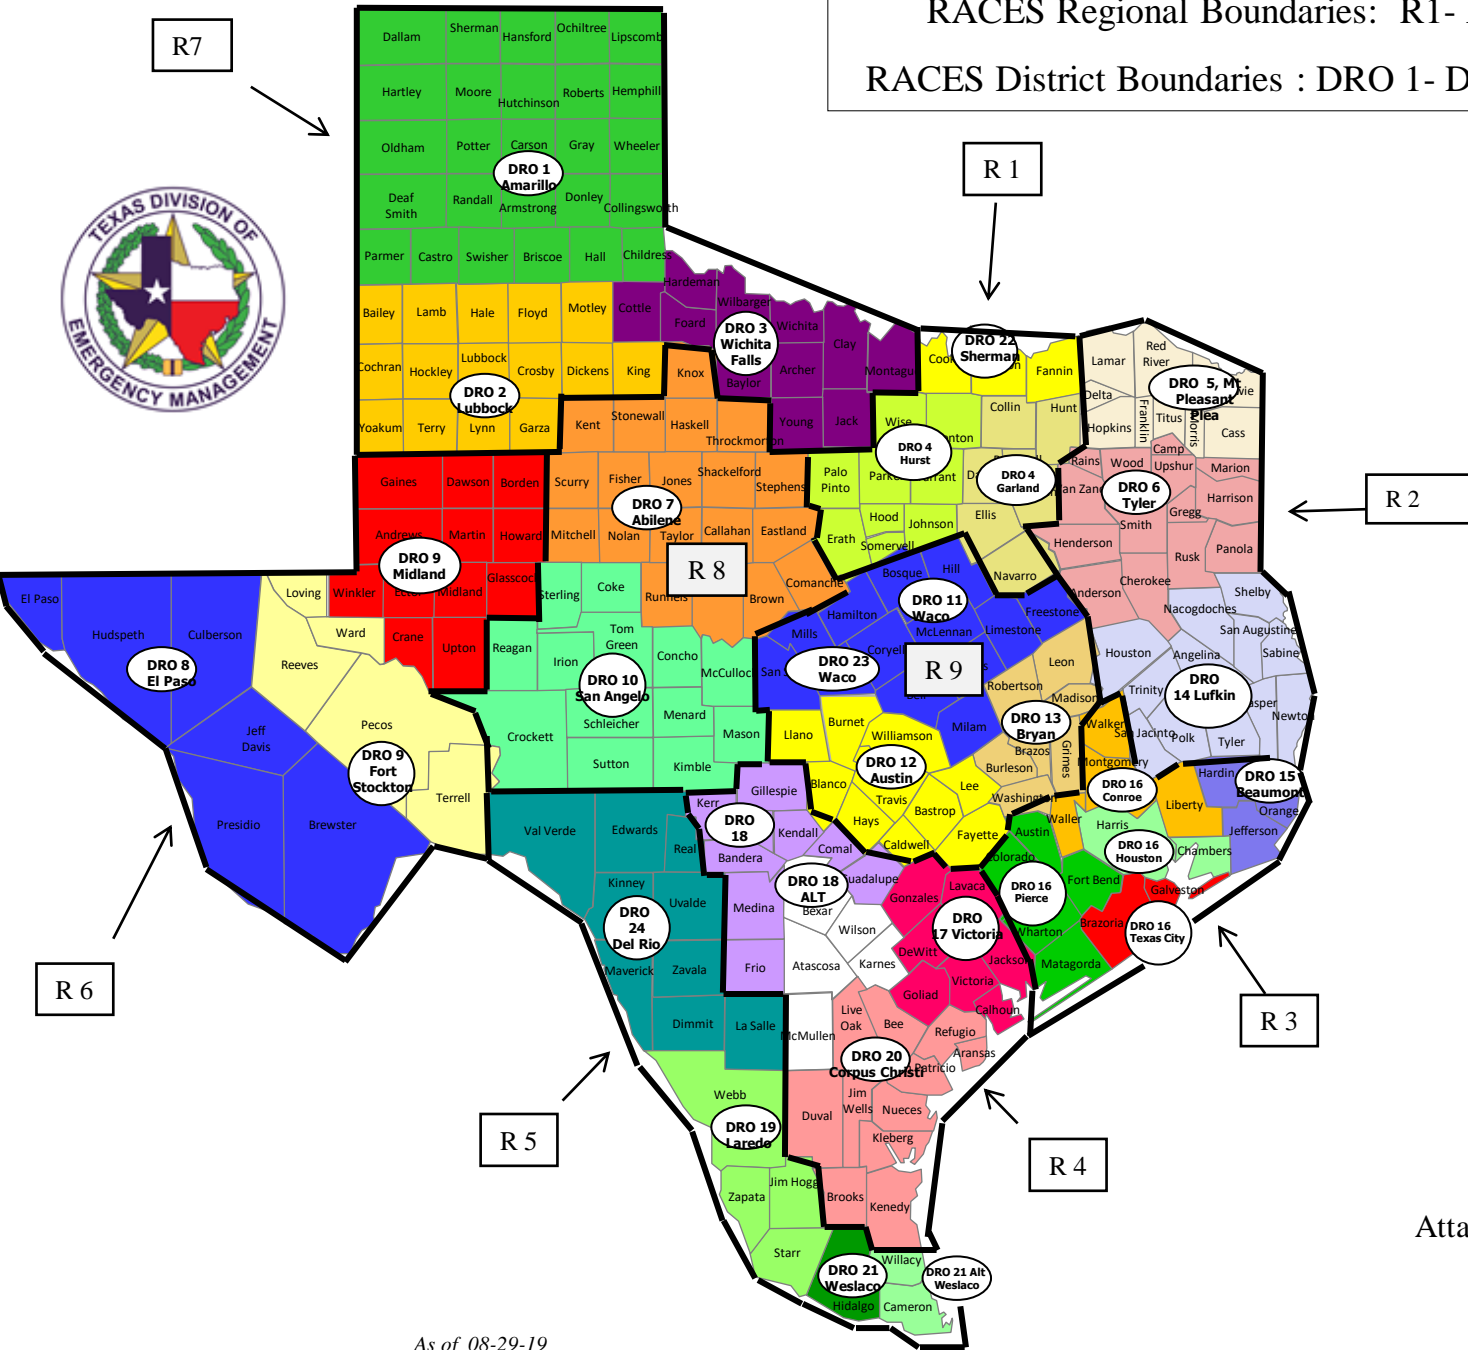 RACES Regional Boundaries: R1-
RACES District Boundaries : DRO 1- D
R7
R 1
R 2
R 3
R 4
R 5
R 6
R 8
R 9
TEXAS DIVISION OF
EMERGENCY MANAGEMENT
Dallam
Sherman
Hansford
Ochiltree
Lipscomb
Hartley
Moore
Hutchinson
Roberts
Hemphill
Oldham
Potter
Carson
Gray
Wheeler
DRO 1
Amarillo
Deaf
Smith
Randall
Armstrong
Donley
Collingsworth
Parmer
Castro
Swisher
Briscoe
Hall
Childress
Bailey
Lamb
Hale
Floyd
Motley
Cottle
Hardeman
Foard
Wilbarger
Wichita
Clay
Montagu
DRO 3
Wichita
Falls
Archer
Baylor
Young
Jack
Cochran
Hockley
Lubbock
Crosby
Dickens
King
Knox
DRO 2
Lubbock
Yoakum
Terry
Lynn
Garza
Kent
Stonewall
Haskell
Throckmorton
DRO 22
Sherman
Fannin
Lamar
Red
River
Delta
Hopkins
Franklin
Titus
Morris
Cass
DRO 5, Mt
Pleasant
Plea
Camp
Wise
Collin
Hunt
DRO 4
Hurst
DRO 4
Garland
Palo
Pinto
Hood
Johnson
Ellis
Erath
Somervell
Navarro
Rains
Wood
Upshur
Marion
Harrison
Gregg
DRO 6
Tyler
Smith
Henderson
Rusk
Panola
Cherokee
Anderson
Gaines
Dawson
Borden
Andrews
Martin
Howard
DRO 9
Midland
Winkler
Ector
Midland
Glasscock
Loving
Ward
Crane
Upton
Scurry
Fisher
Jones
Shackelford
Stephens
DRO 7
Abilene
Mitchell
Nolan
Taylor
Callahan
Eastland
Runnels
Brown
Comanche
El Paso
Hudspeth
Culberson
DRO 8
El Paso
Reeves
Jeff
Davis
Pecos
DRO 9
Fort
Stockton
Terrell
Presidio
Brewster
Sterling
Coke
Reagan
Irion
Tom
Green
Concho
McCulloc
DRO 10
San Angelo
Schleicher
Menard
Mason
Crockett
Sutton
Kimble
Bosque
Hill
Hamilton
DRO 11
Waco
McLennan
Limestone
Freestone
Mills
Coryell
San
DRO 23
Waco
Milam
Leon
Robertson
Madison
DRO 13
Bryan
Brazos
Grimes
Burleson
Washington
Shelby
Nacogdoches
San Augustine
Houston
Angelina
Sabine
Trinity
DRO
14 Lufkin
Newton
Polk
Tyler
San Jacinto
Walker
Montgomery
DRO 16
Conroe
Liberty
Hardin
DRO 15
Beaumont
Orange
Jefferson
Llano
Burnet
Williamson
DRO 12
Austin
Blanco
Travis
Hays
Bastrop
Lee
Caldwell
Fayette
Waller
Austin
Harris
DRO 16
Houston
Chambers
Galveston
Colorado
Fort Bend
DRO 16
Pierce
Brazoria
DRO 16
Texas City
Wharton
Matagorda
Val Verde
Edwards
Real
Kinney
Uvalde
DRO
24
Del Rio
Maverick
Zavala
Dimmit
La Salle
Kerr
Gillespie
DRO
18
Kendall
Bandera
Comal
Guadalupe
Medina
Frio
DRO 18
ALT
Bexar
Wilson
Atascosa
Karnes
McMullen
Gonzales
Lavaca
DRO
17 Victoria
DeWitt
Jackson
Goliad
Victoria
Calhoun
Live
Oak
Bee
Refugio
Aransas
DRO 20
Corpus Christi
Patricio
Duval
Jim
Wells
Nueces
Kleberg
Brooks
Kenedy
Webb
DRO 19
Laredo
Zapata
Jim Hogg
Starr
DRO 21
Weslaco
Hidalgo
Willacy
DRO 21 Alt
Weslaco
Cameron
Atta
As of 08-29-19